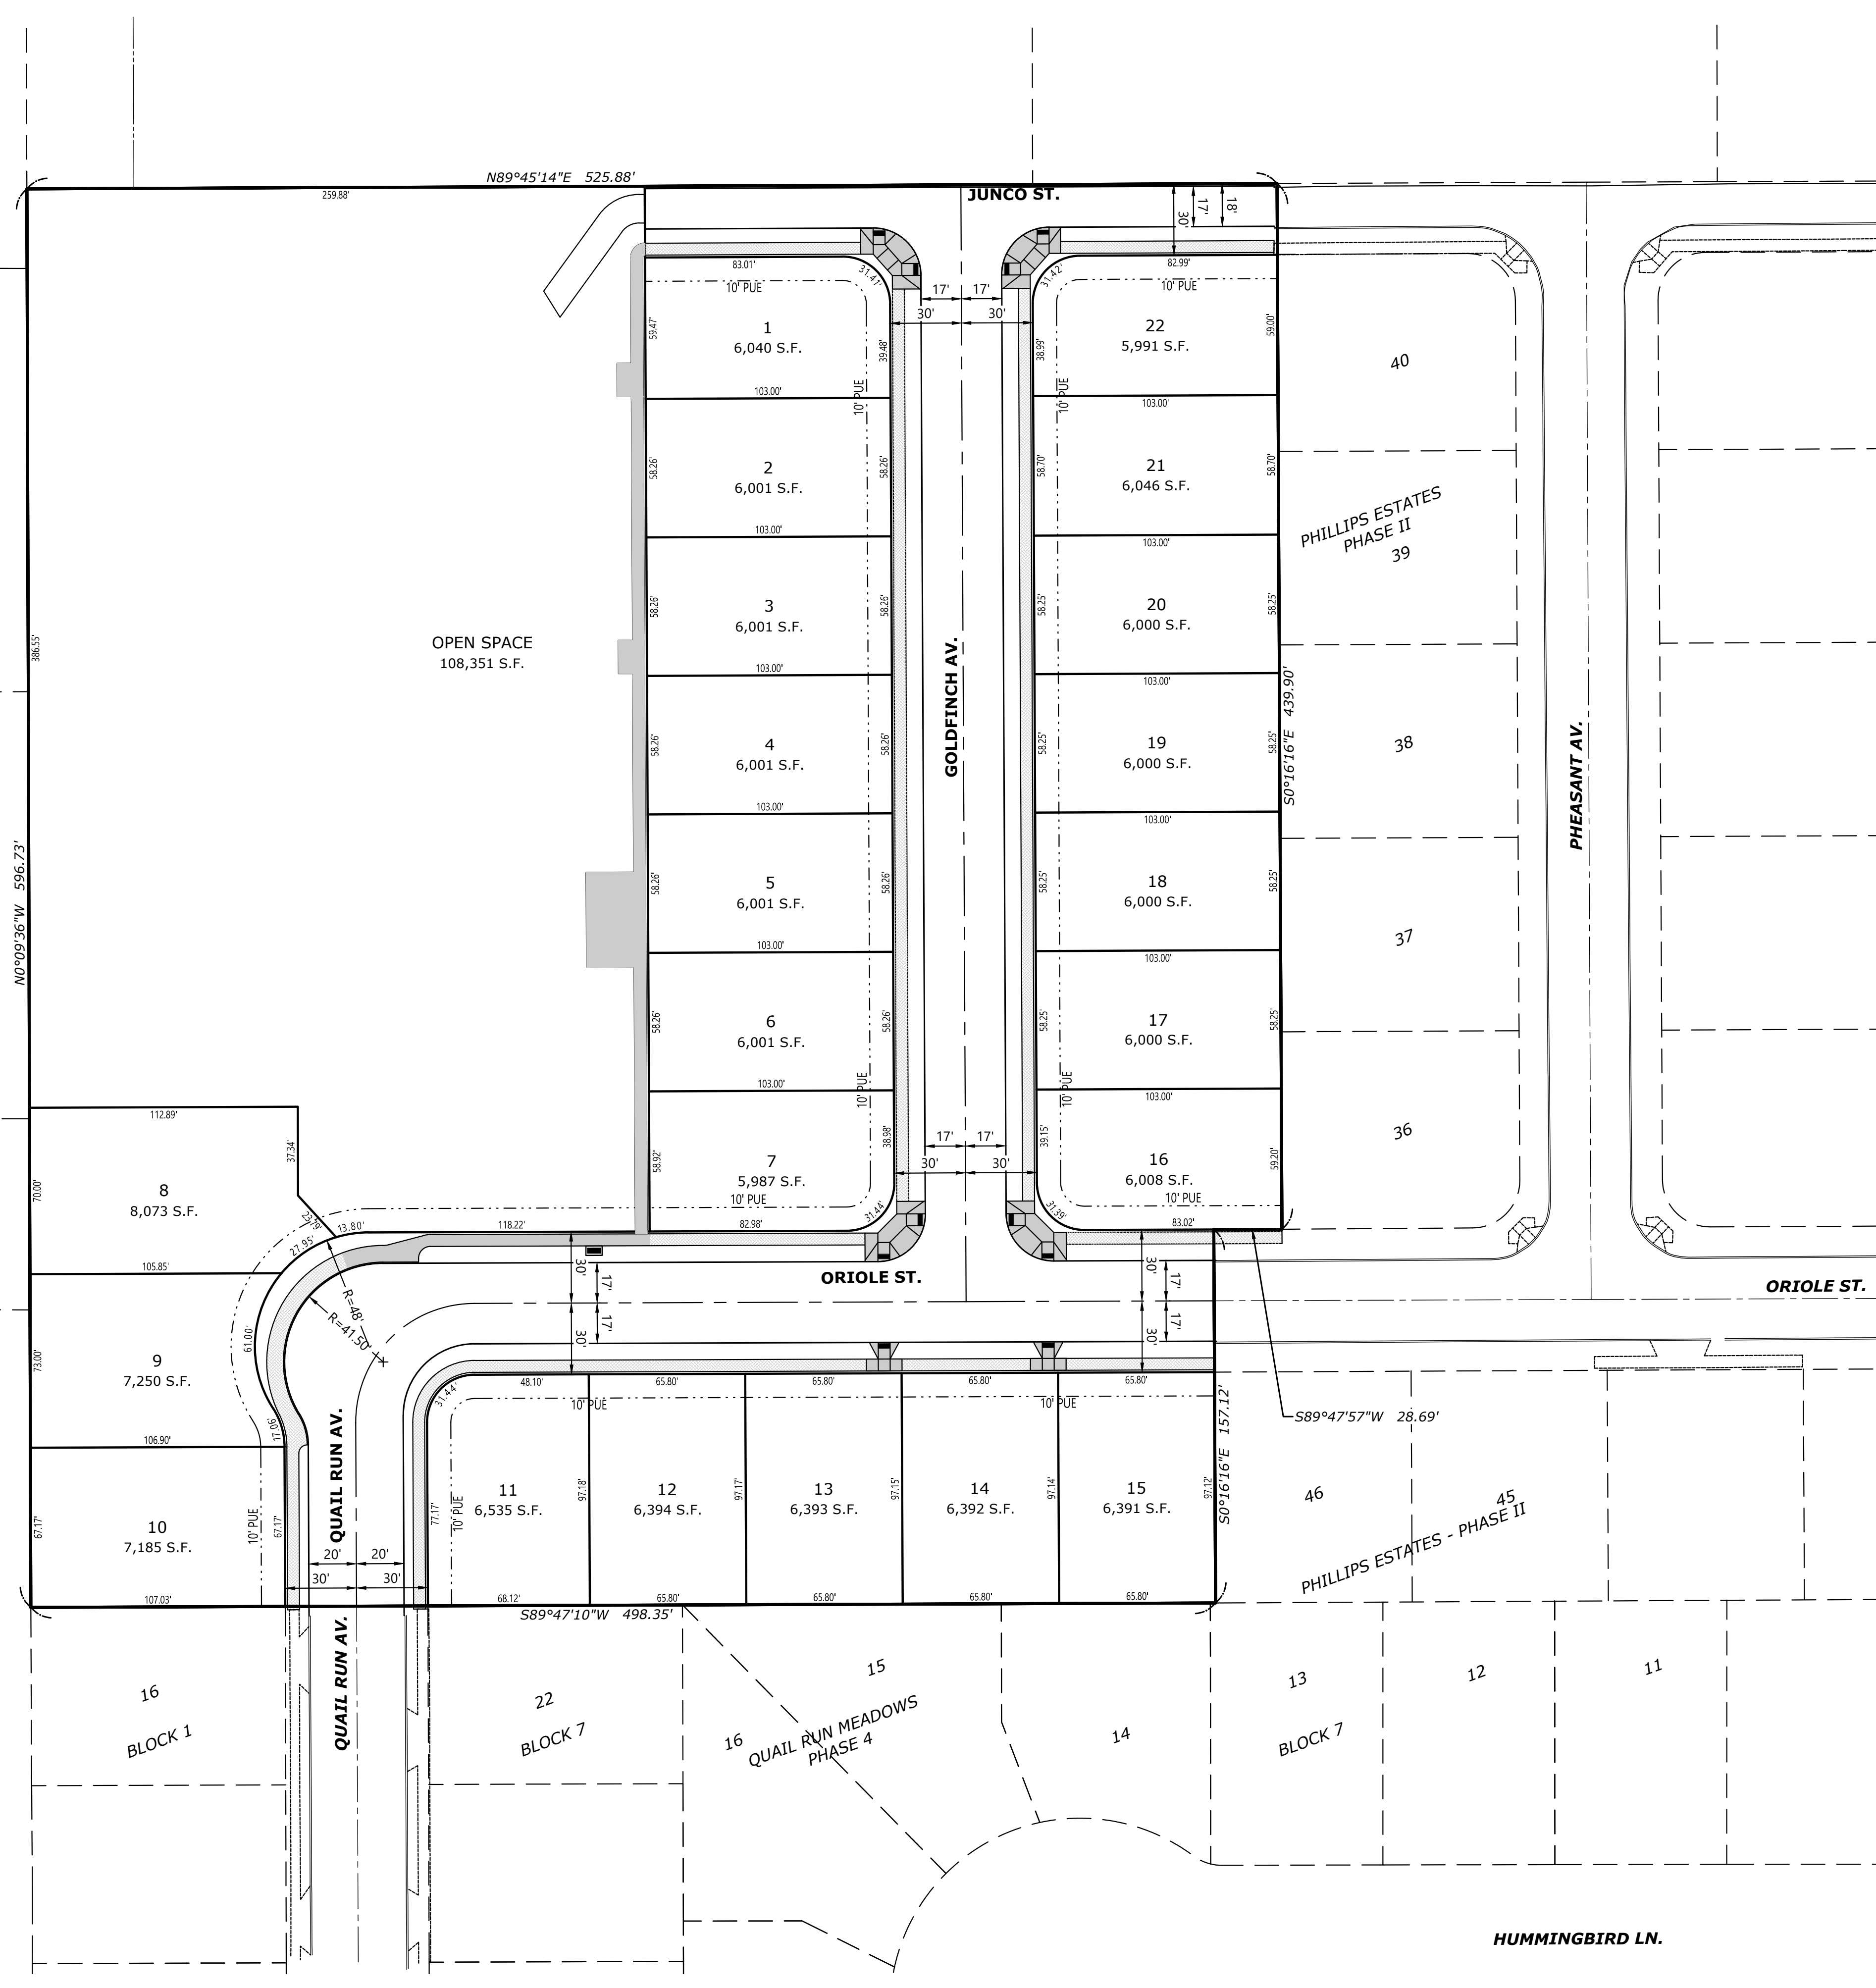 N89°45'14"E 525.88'
259.88'
JUNCO ST.
30'
17'
18'
83.01'
31.41'
31.42'
82.99'
10' PUE
10' PUE
17'
17'
30'
30'
1
6,040 S.F.
59.47'
39.48'
103.00'
10' PUE
22
5,991 S.F.
38.99'
59.00'
103.00'
10' PUE
40
2
6,001 S.F.
58.26'
58.26'
103.00'
21
6,046 S.F.
58.70'
58.70'
103.00'
PHILLIPS ESTATES
PHASE II
39
3
6,001 S.F.
58.26'
58.26'
103.00'
20
6,000 S.F.
58.25'
58.25'
103.00'
OPEN SPACE
108,351 S.F.
386.55'
GOLDFINCH AV.
S0°16'16"E 439.90'
4
6,001 S.F.
58.26'
58.26'
103.00'
19
6,000 S.F.
58.25'
58.25'
103.00'
38
PHEASANT AV.
N0°09'36"W 596.73'
5
6,001 S.F.
58.26'
58.26'
103.00'
18
6,000 S.F.
58.25'
58.25'
103.00'
37
6
6,001 S.F.
58.26'
58.26'
103.00'
10' PUE
17
6,000 S.F.
58.25'
58.25'
103.00'
10' PUE
36
7
5,987 S.F.
58.92'
38.98'
10' PUE
82.98'
31.44'
17'
17'
30'
30'
16
6,008 S.F.
39.15'
59.20'
10' PUE
83.02'
31.39'
112.89'
37.34'
70.00'
8
8,073 S.F.
23.79'
13.80'
27.95'
118.22'
105.85'
R=48'
R=41.50'
30'
17'
30'
17'
ORIOLE ST.
30'
17'
30'
17'
ORIOLE ST.
61.00'
73.00'
9
7,250 S.F.
17.06'
106.90'
QUAIL RUN AV.
31.44'
48.10'
65.80'
65.80'
65.80'
65.80'
10' PUE
10' PUE
S89°47'57"W 28.69'
S0°16'16"E 157.12'
67.17'
10
7,185 S.F.
10' PUE
67.17'
107.03'
20'
20'
30'
30'
77.17'
10' PUE
11
6,535 S.F.
97.18'
12
6,394 S.F.
97.17'
13
6,393 S.F.
97.15'
14
6,392 S.F.
97.14'
15
6,391 S.F.
97.12'
68.12'
65.80'
65.80'
65.80'
65.80'
S89°47'10"W 498.35'
46
45
PHILLIPS ESTATES - PHASE II
QUAIL RUN AV.
16
BLOCK 1
22
BLOCK 7
16
15
QUAIL RUN MEADOWS
PHASE 4
14
13
BLOCK 7
12
11
HUMMINGBIRD LN.